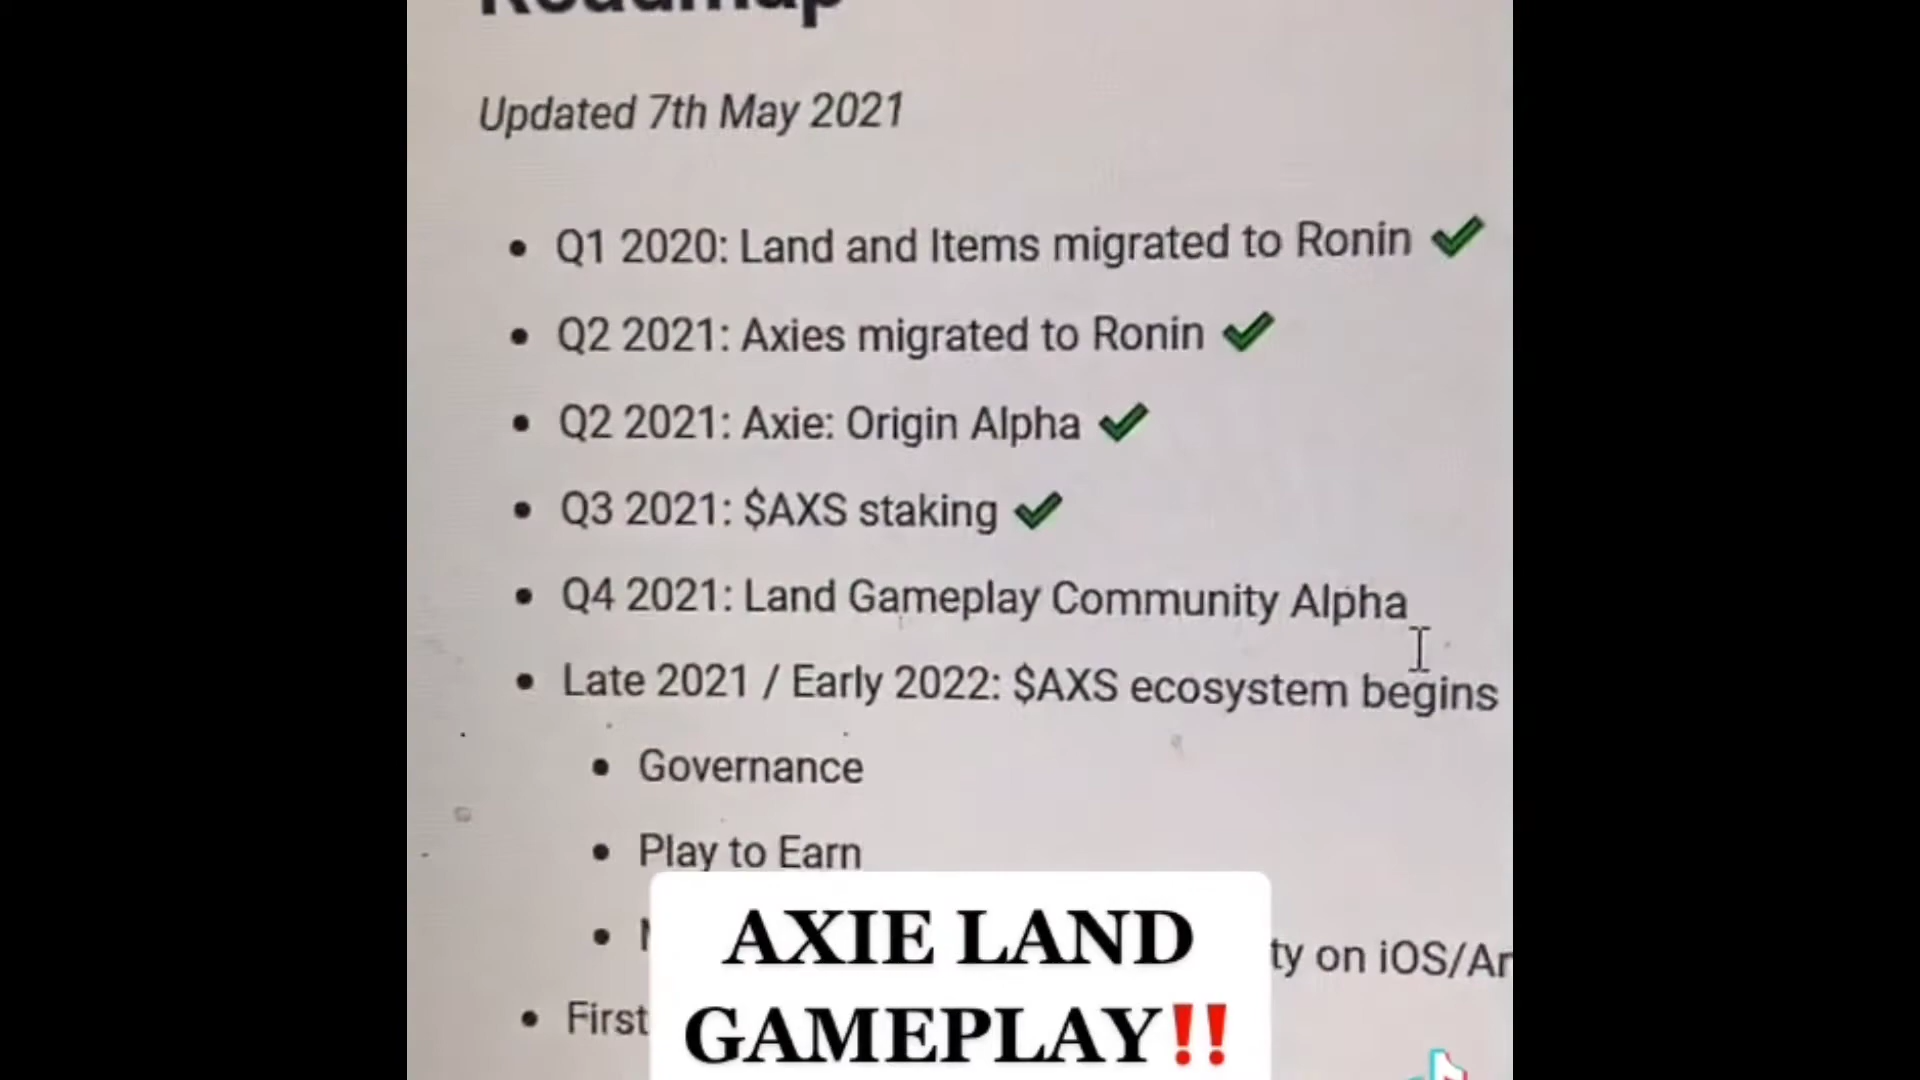 Roadmap
Updated 7th May 2021
Q1 2020: Land and Items migrated to Ronin
Q2 2021: Axies migrated to Ronin
Q2 2021: Axie: Origin Alpha
Q3 2021: $AXS staking
Q4 2021: Land Gameplay Community Alpha
Late 2021 / Early 2022: $AXS ecosystem begins
Governance
Play to Earn
on iOS/
First
AXIE LAND
GAMEPLAY‼